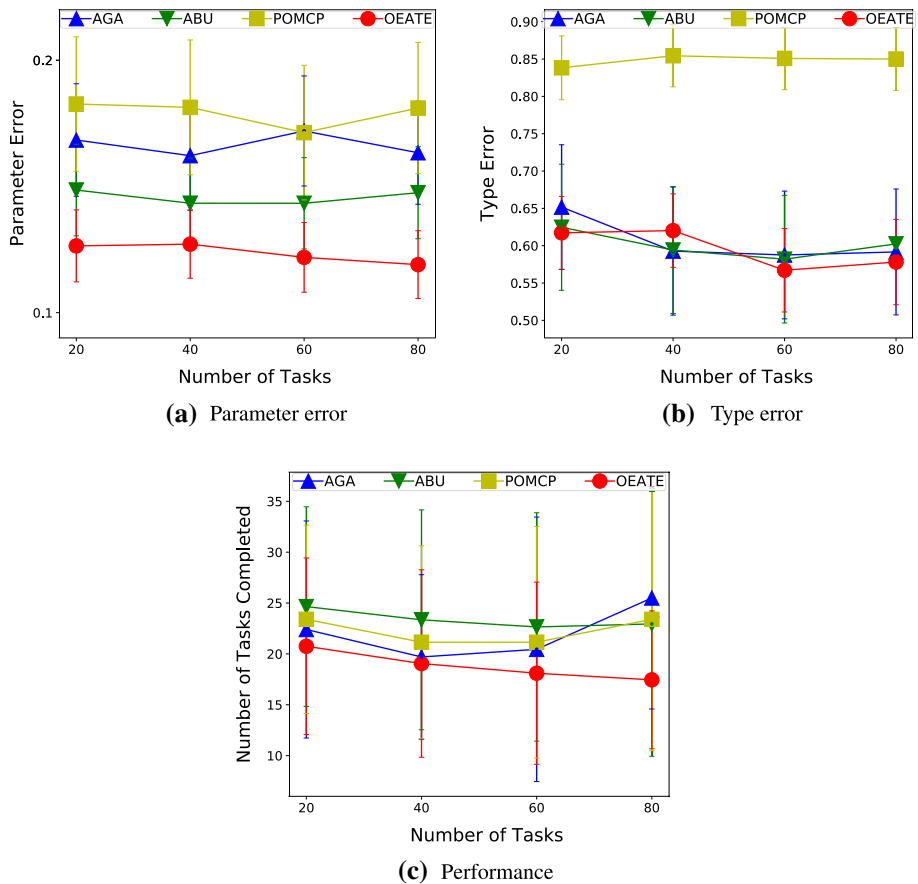 AGA ABU POMCP OEATE
0.2
0.1
Parameter Error
20 40 60 80
Number of Tasks
(a) Parameter error
AGA ABU POMCP OEATE
0.90
0.85
0.80
0.75
0.70
0.65
0.60
0.55
0.50
Type Error
20 40 60 80
Number of Tasks
(b) Type error
AGA ABU POMCP OEATE
35
30
25
20
15
10
Number of Tasks Completed
20 40 60 80
Number of Tasks
(c) Performance